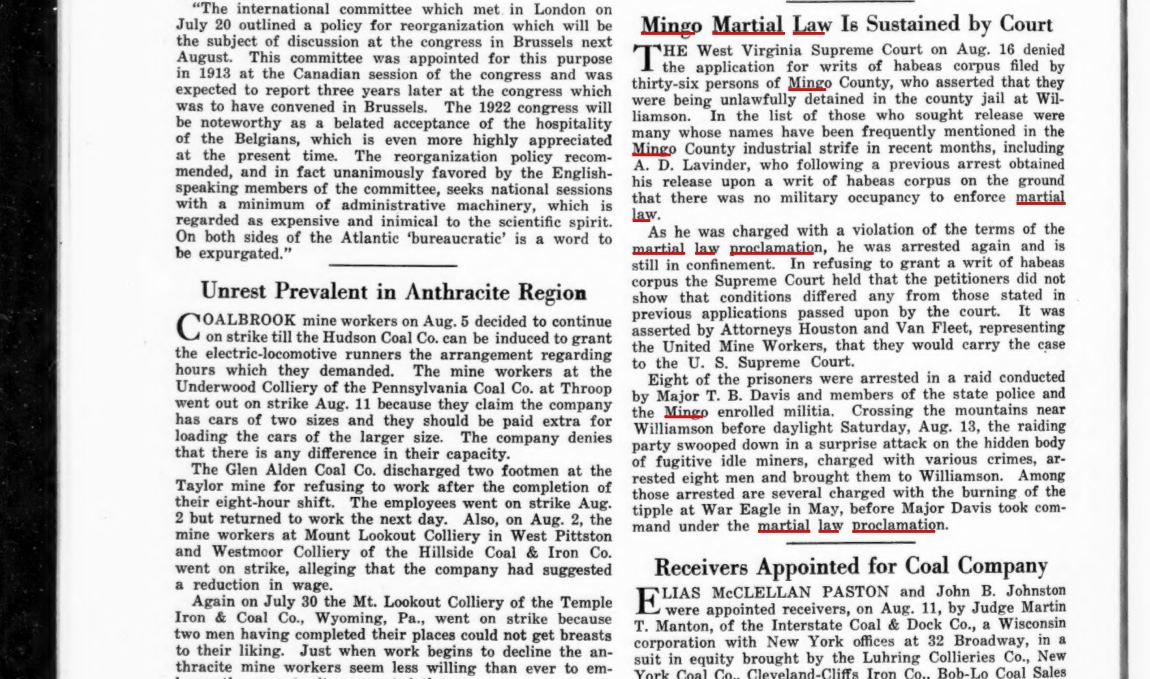 "The international committee which met in London on
July 20 outlined a policy for reorganization which will be
the subject of discussion at the congress in Brussels next
August. This committee was appointed for this purpose
in 1913 at the Canadian session of the congress and was
expected to report three years later at the congress which
was to have convened in Brussels. The 1922 congress will
be noteworthy as a belated acceptance of the hospitality
of the Belgians, which is even more highly appreciated
at the present time. The reorganization policy recom-
mended, and in fact unanimously favored by the English-
speaking members of the committee, seeks national sessions
with a minimum of administrative machinery, which is
regarded as expensive and inimical to the scientific spirit.
On both sides of the Atlantic 'bureaucratic' is a word to
be expurgated."
Unrest Prevalent in Anthracite Region
COALBROOK mine workers on Aug. 5 decided to continue
on strike till the Hudson Coal Co. can be induced to grant
the electric-locomotive runners the arrangement regarding
hours which they demanded. The mine workers at the
Underwood Colliery of the Pennsylvania Coal Co. at Throop
went out on strike Aug. 11 because they claim the company
has cars of two sizes and they should be paid extra for
loading the cars of the larger size. The company denies
that there is any difference in their capacity.
The Glen Alden Coal Co. discharged two footmen at the
Taylor mine for refusing to work after the completion of
their eight-hour shift. The employees went on strike Aug.
2 but returned to work the next day. Also, on Aug. 2, the
mine workers at Mount Lookout Colliery in West Pittston
and Westmoor Colliery of the Hillside Coal & Iron Co.
went on strike, alleging that the company had suggested
a reduction in wage.
Again on July 30 the Mt. Lookout Colliery of the Temple
Iron & Coal Co., Wyoming, Pa., went on strike because
two men having completed their places could not get breasts
to their liking. Just when work begins to decline the an-
thracite mine workers seem less willing than ever to em-
Mingo Martial Law Is Sustained by Court
THE West Virginia Supreme Court on Aug. 16 denied
the application for writs of habeas corpus filed by
thirty-six persons of Mingo County, who asserted that they
were being unlawfully detained in the county jail at Wil-
liamson. In the list of those who sought release were
many whose names have been frequently mentioned in the
Mingo County industrial strife in recent months, including
A. D. Lavinder, who following a previous arrest obtained
his release upon a writ of habeas corpus on the ground
that there was no military occupancy to enforce martial
law.
As he was charged with a violation of the terms of the
martial law proclamation, he was arrested again and is
still in confinement. In refusing to grant a writ of habeas
corpus the Supreme Court held that the petitioners did not
show that conditions differed any from those stated in
previous applications passed upon by the court. It was
asserted by Attorneys Houston and Van Fleet, representing
the United Mine Workers, that they would carry the case
to the U. S. Supreme Court.
Eight of the prisoners were arrested in a raid conducted
by Major T. B. Davis and members of the state police and
the Mingo enrolled militia. Crossing the mountains near
Williamson before daylight Saturday, Aug. 13, the raiding
party swooped down in a surprise attack on the hidden body
of fugitive idle miners, charged with various crimes, ar-
rested eight men and brought them to Williamson. Among
those arrested are several charged with the burning of the
tipple at War Eagle in May, before Major Davis took com-
mand under the martial law proclamation.
Receivers Appointed for Coal Company
ELIAS McCLELLAN PASTON and John B. Johnston
were appointed receivers, on Aug. 11, by Judge Martin
T. Manton, of the Interstate Coal & Dock Co., a Wisconsin
corporation with New York offices at 32 Broadway, in a
suit in equity brought by the Luhring Collieries Co., New
York Coal Co., Cleveland-Cliffs Iron Co., Bob-Lo Coal Sales